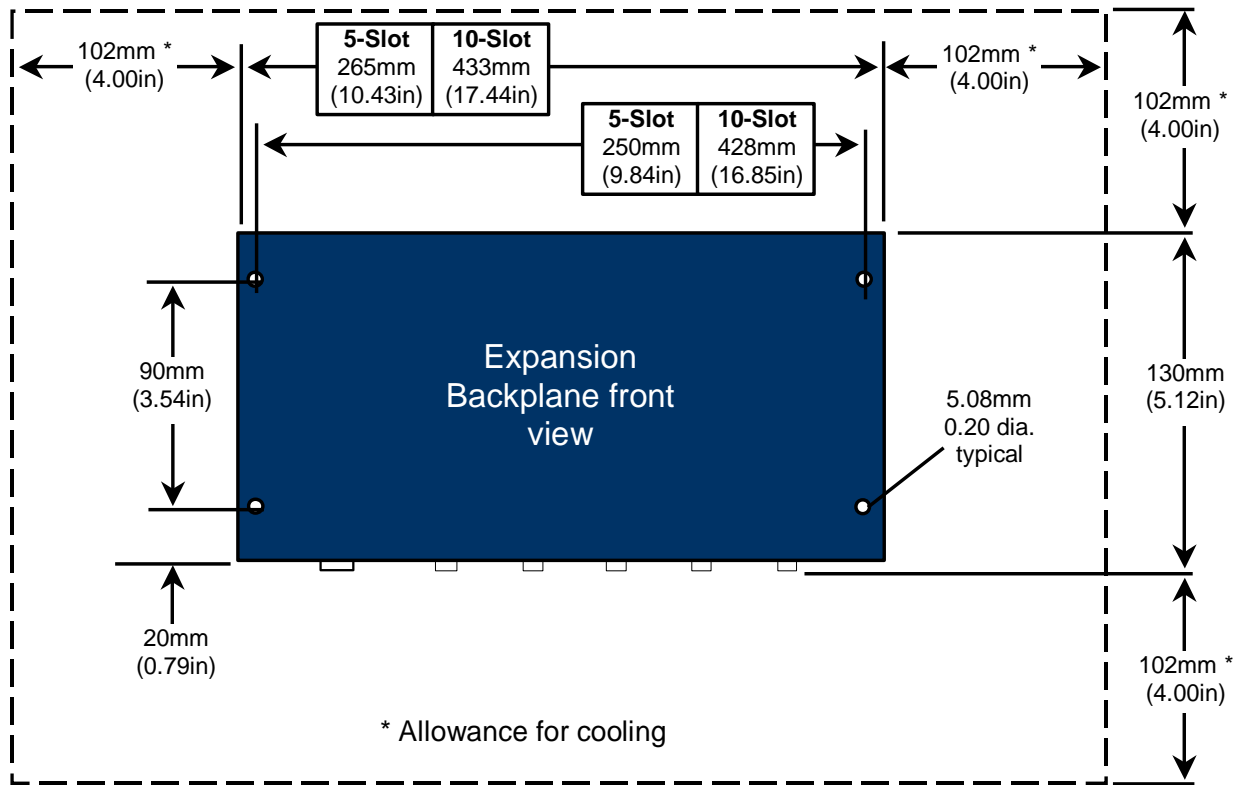 102mm *
(4.00in)
5-Slot
265mm
(10.43in)
10-Slot
433mm
(17.44in)
102mm *
(4.00in)
102mm *
(4.00in)
5-Slot
250mm
(9.84in)
10-Slot
428mm
(16.85in)
90mm
(3.54in)
Expansion
Backplane front
view
5.08mm
0.20 dia.
typical
130mm
(5.12in)
20mm
(0.79in)
102mm *
(4.00in)
* Allowance for cooling